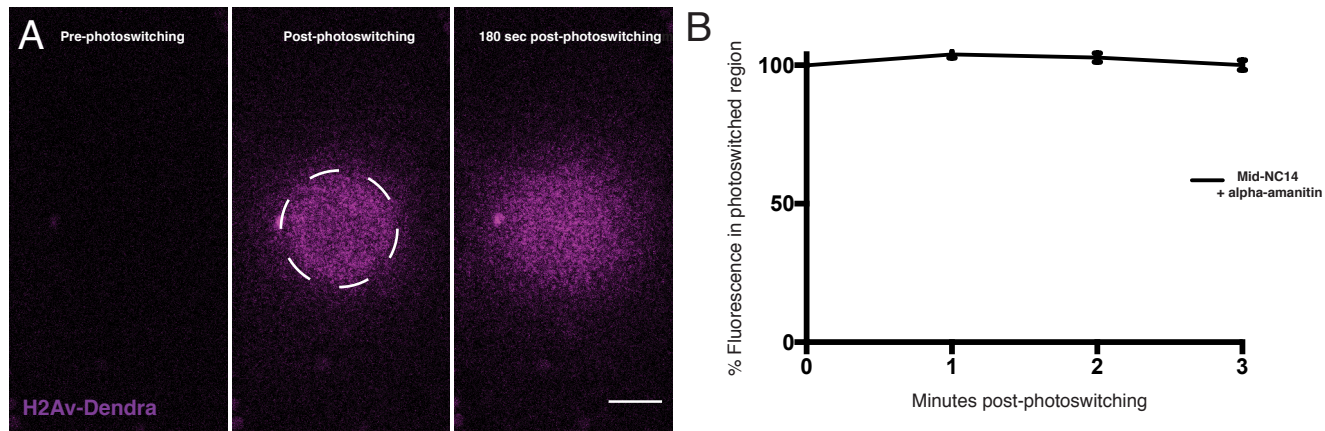 A
Pre-photoswitching
Post-photoswitching
180 sec post-photoswitching
H2Av-Dendra
B
% Fluorescence in photoswitched region
100
50
0
0 1 2 3
Minutes post-photoswitching
Mid-NC14
+ alpha-amanitin